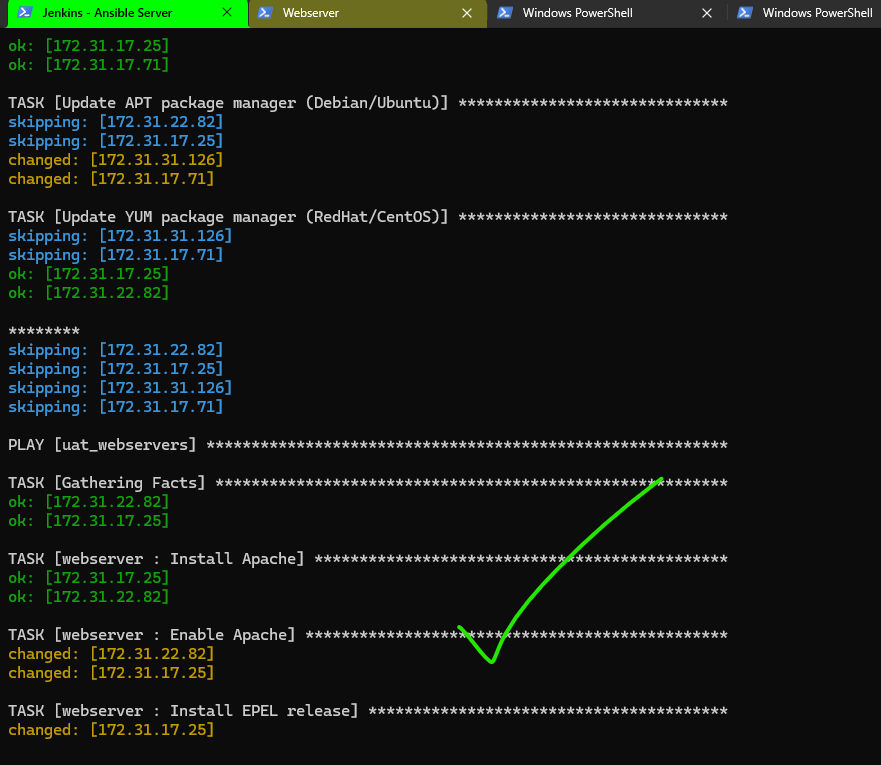 Jenkins - Ansible Server
Webserver
Windows PowerShell
Windows PowerShell
ok: [172.31.17.25]
ok: [172.31.17.71]
TASK [Update APT package manager (Debian/Ubuntu)] ******************************
skipping: [172.31.22.82]
skipping: [172.31.17.25]
changed: [172.31.31.126]
changed: [172.31.17.71]
TASK [Update YUM package manager (RedHat/CentOS)] ******************************
skipping: [172.31.31.126]
skipping: [172.31.17.71]
ok: [172.31.17.25]
ok: [172.31.22.82]
********
skipping: [172.31.22.82]
skipping: [172.31.17.25]
skipping: [172.31.31.126]
skipping: [172.31.17.71]
PLAY [uat_webservers] **********************************************************
TASK [Gathering Facts] *********************************************************
ok: [172.31.22.82]
ok: [172.31.17.25]
TASK [webserver : Install Apache] **********************************************
ok: [172.31.17.25]
ok: [172.31.22.82]
TASK [webserver : Enable Apache] ***********************************************
changed: [172.31.22.82]
changed: [172.31.17.25]
TASK [webserver : Install EPEL release] ****************************************
changed: [172.31.17.25]